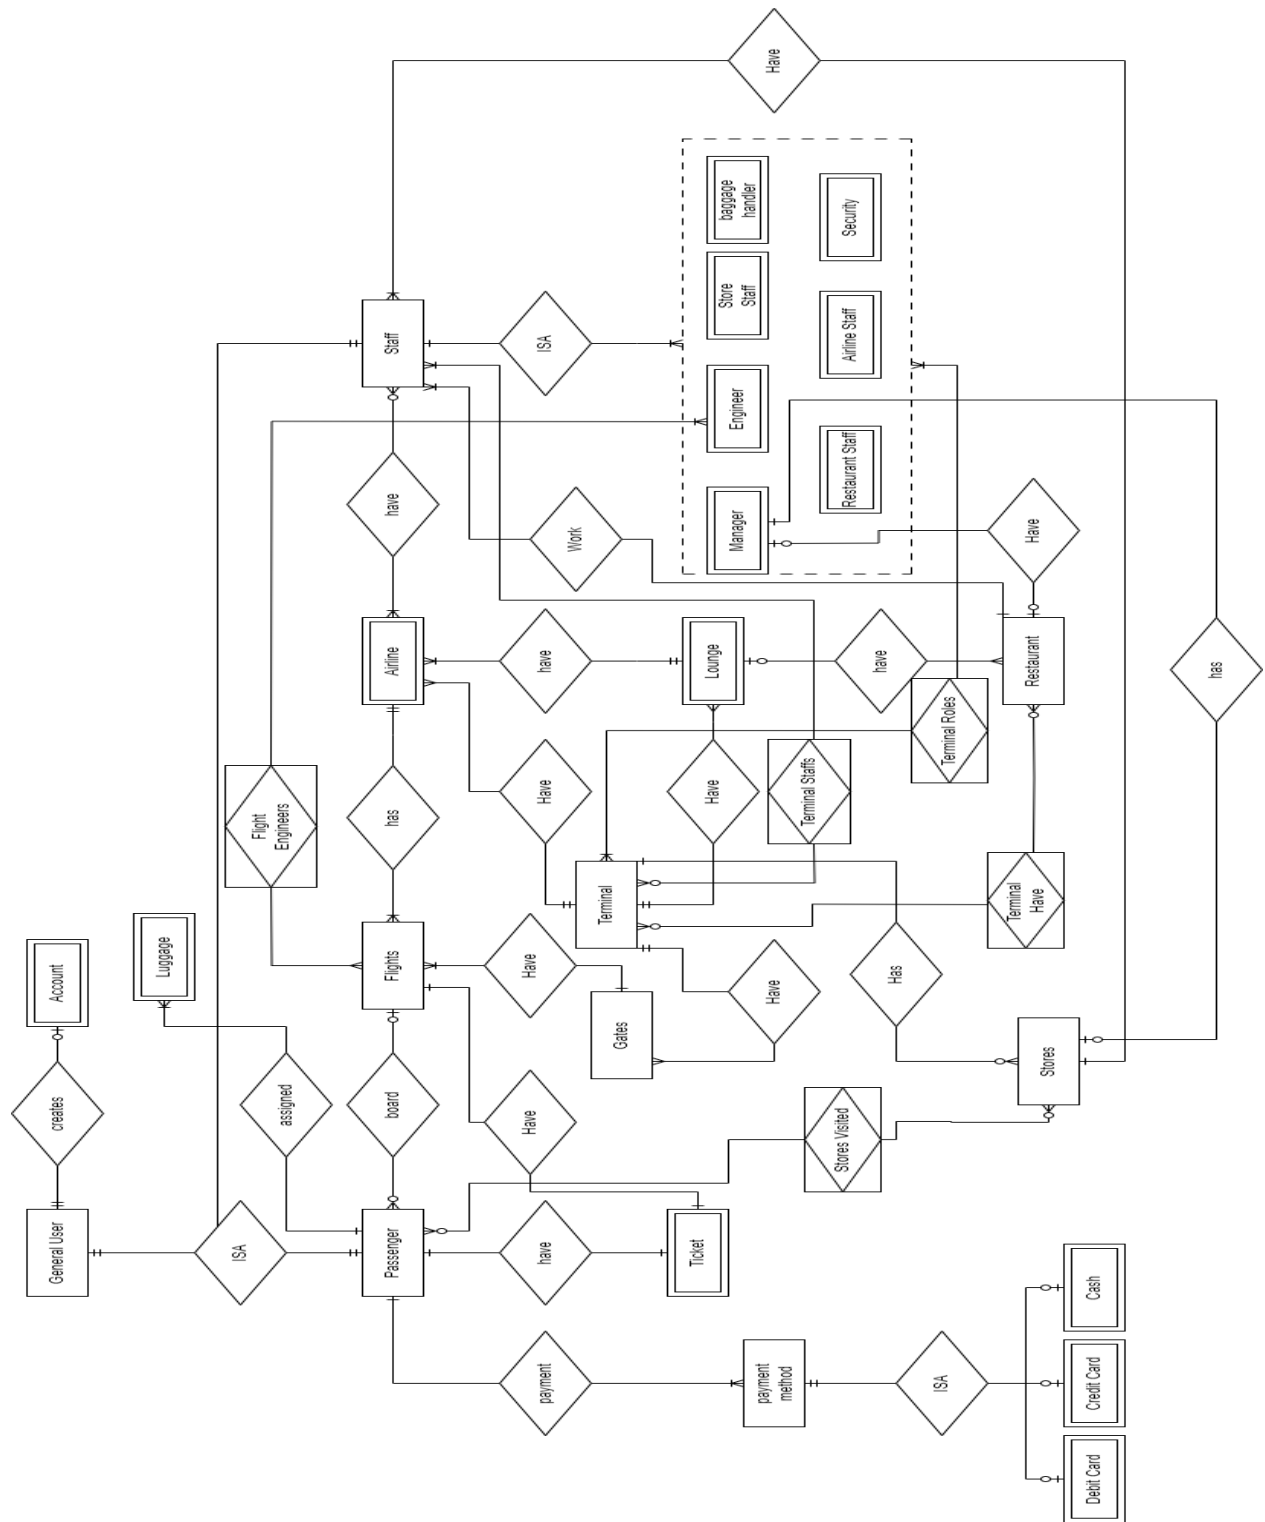 Have
baggage
handler
Security
Store
Staff
Airline Staff
Staff
ISA
Engineer
Restaurant Staff
have
Work
Manager
Have
Airline
have
Lounge
have
Restaurant
has
Terminal Roles
Have
Have
Terminal Staffs
Flight
Engineers
has
Terminal
Terminal
Have
Account
Luggage
Flights
Have
Gates
Have
Has
Stores
creates
assigned
board
Have
Stores Visited
General User
ISA
Passenger
have
Ticket
payment
payment
method
ISA
Cash
Credit Card
Debit Card